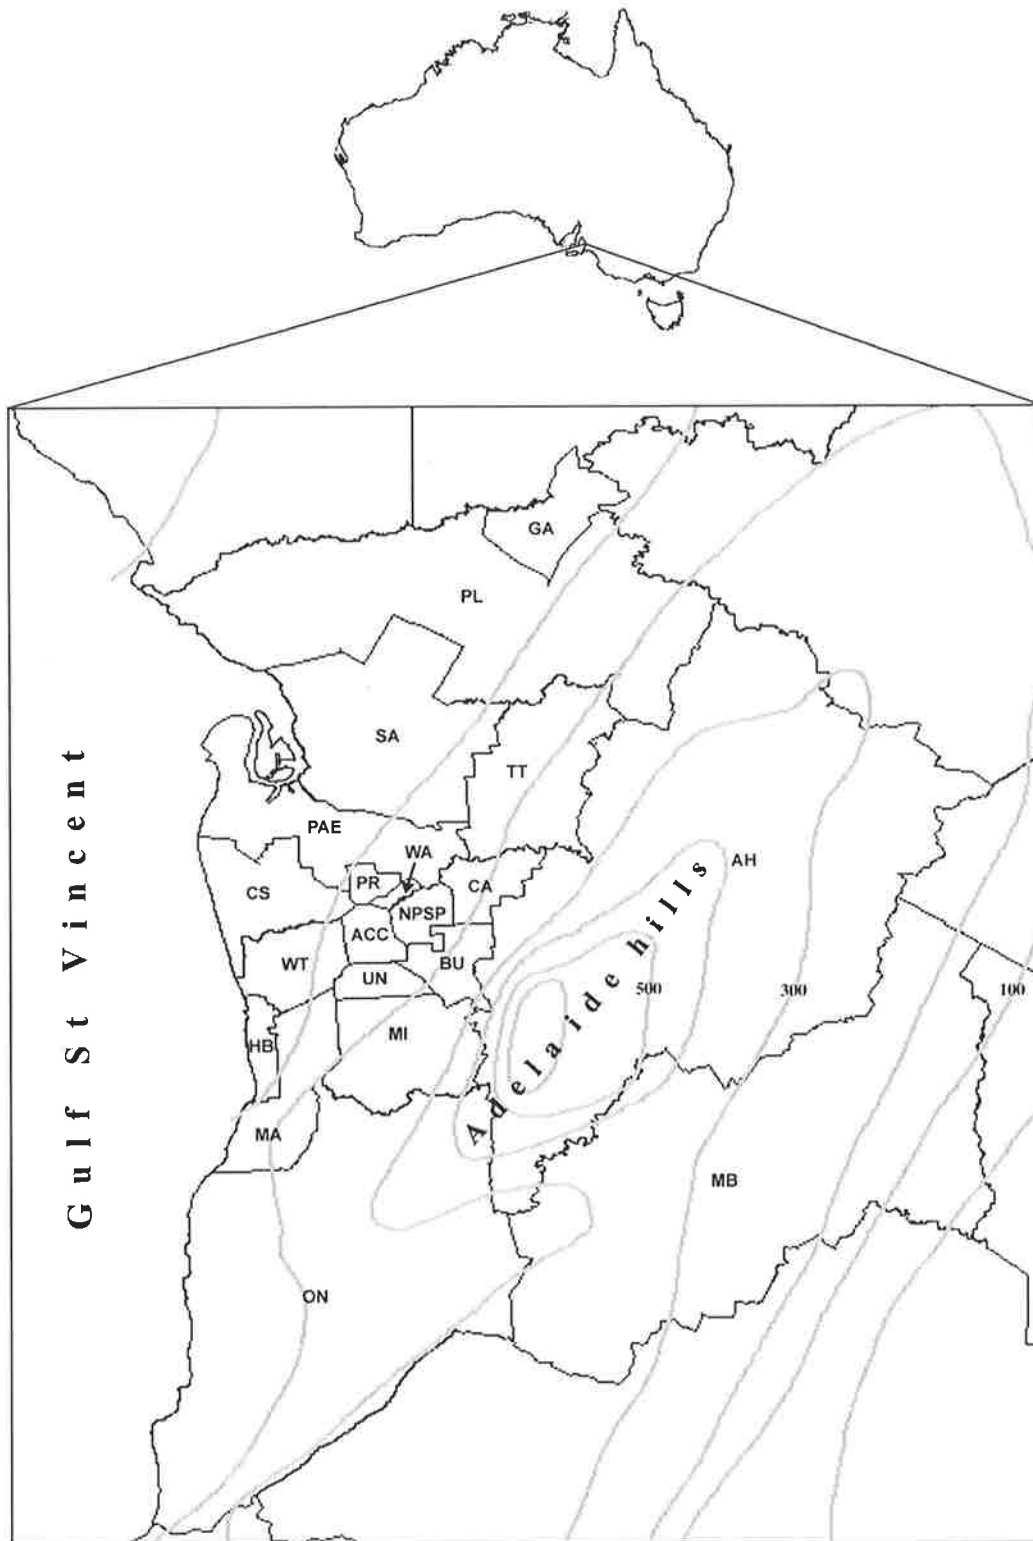 GA
PL
SA
TT
PAE
WA
PR
CS
CA
NPSP
ACC
WT
BU
UN
MI
HB
MA
AH
MB
ON
500
300
100
Adelaide hills
Gulf St Vincent